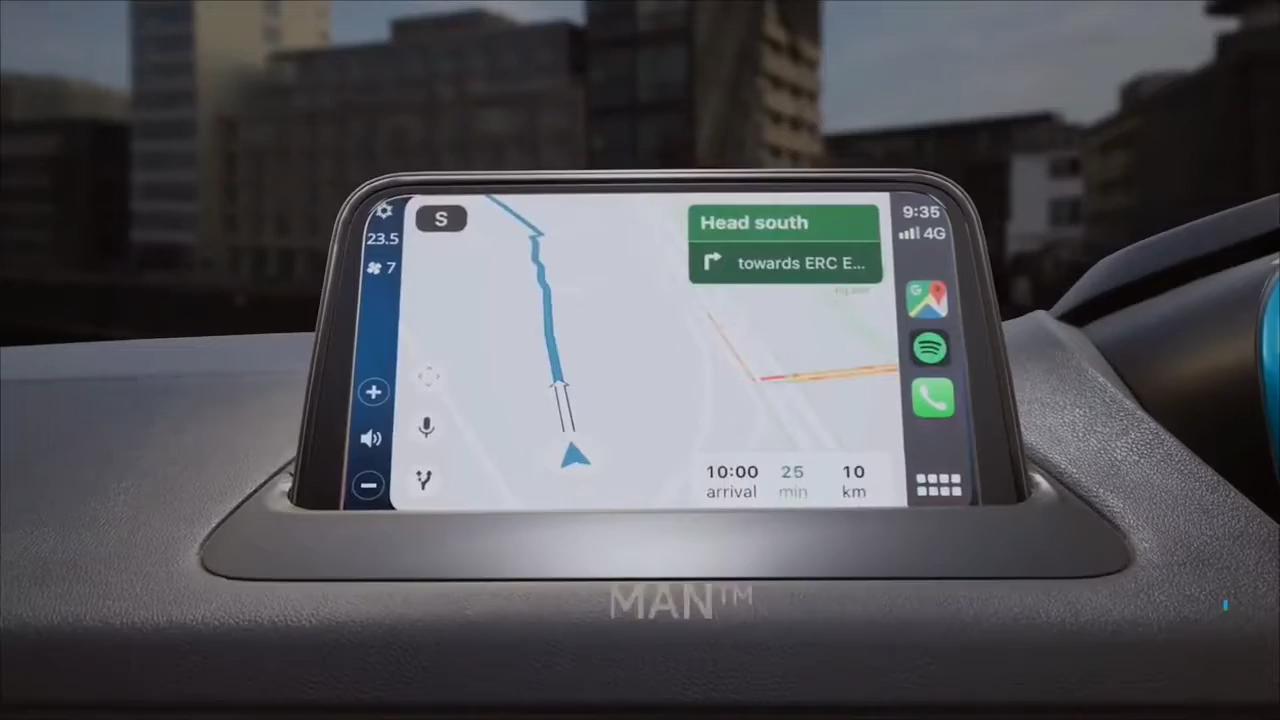 S
23.5
7
Head south
towards ERC E...
9:35
4G
10:00 25 10
arrival min km
MAN™